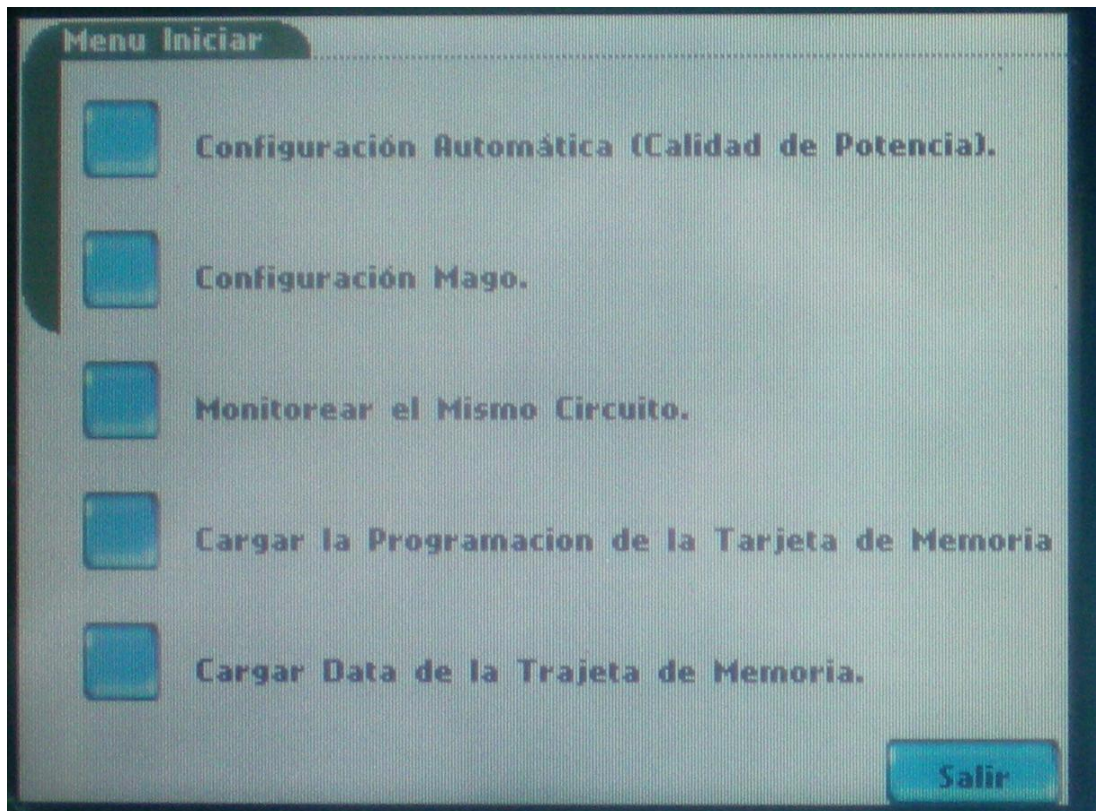 Menu Iniciar
Configuración Automática (Calidad de Potencia).
Configuración Mago.
Monitorear el Mismo Circuito.
Cargar la Programacion de la Tarjeta de Memoria
Cargar Data de la Trajeta de Memoria.
Salir